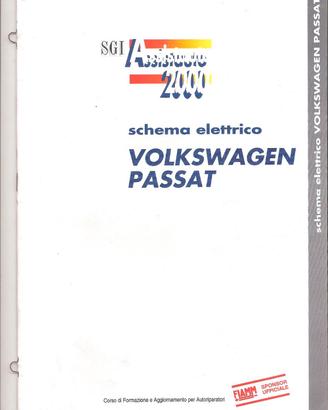 SGI Assistauto
2000
schema elettrico
VOLKSWAGEN
PASSAT
schema elettrico VOLKSWAGEN PASSAT
FIAMM SPONSOR
UFFICIALE
Corso di Formazione e Aggiornamento per Autoriparatori